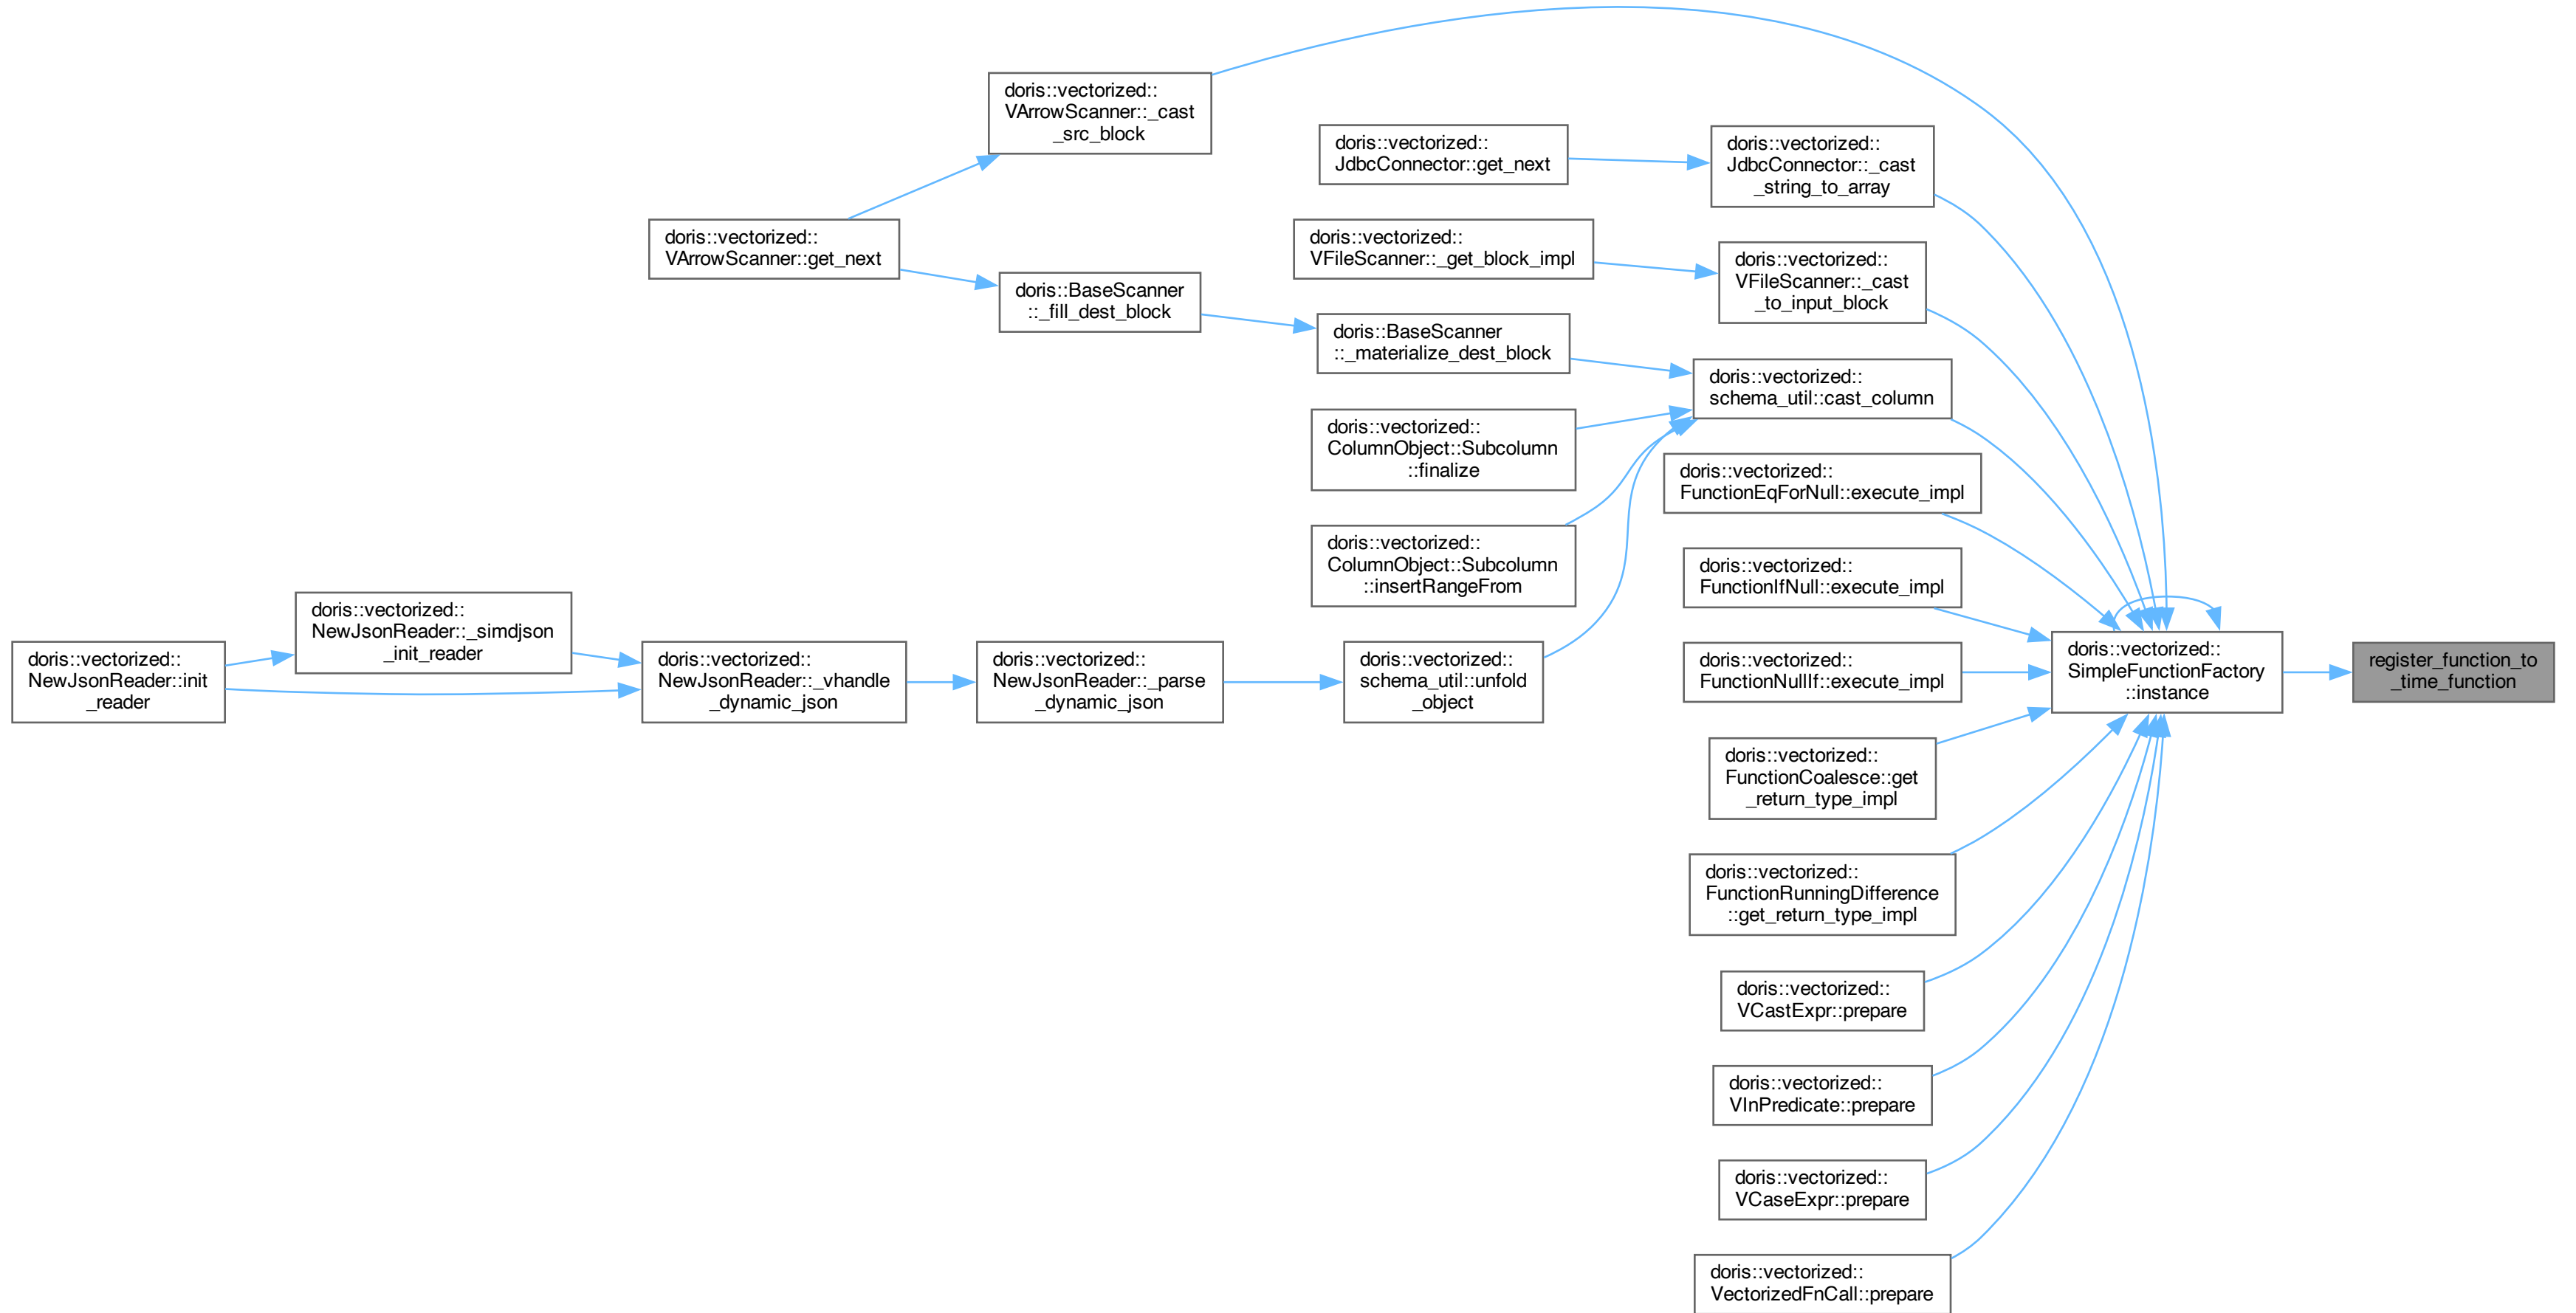 doris::vectorized::
VArrowScanner::_cast
_src_block
doris::vectorized::
JdbcConnector::get_next
doris::vectorized::
JdbcConnector::_cast
_string_to_array
doris::vectorized::
VArrowScanner::get_next
doris::vectorized::
VFileScanner::_get_block_impl
doris::vectorized::
VFileScanner::_cast
_to_input_block
doris::BaseScanner
::_fill_dest_block
doris::BaseScanner
::_materialize_dest_block
doris::vectorized::
schema_util::cast_column
doris::vectorized::
ColumnObject::Subcolumn
::finalize
doris::vectorized::
FunctionEqForNull::execute_impl
doris::vectorized::
ColumnObject::Subcolumn
::insertRangeFrom
doris::vectorized::
FunctionIfNull::execute_impl
doris::vectorized::
NewJsonReader::init
_reader
doris::vectorized::
NewJsonReader::_simdjson
_init_reader
doris::vectorized::
NewJsonReader::_vhandle
_dynamic_json
doris::vectorized::
NewJsonReader::_parse
_dynamic_json
doris::vectorized::
schema_util::unfold
_object
doris::vectorized::
FunctionNullIf::execute_impl
doris::vectorized::
SimpleFunctionFactory
::instance
register_function_to
_time_function
doris::vectorized::
FunctionCoalesce::get
_return_type_impl
doris::vectorized::
FunctionRunningDifference
::get_return_type_impl
doris::vectorized::
VCastExpr::prepare
doris::vectorized::
VInPredicate::prepare
doris::vectorized::
VCaseExpr::prepare
doris::vectorized::
VectorizedFnCall::prepare